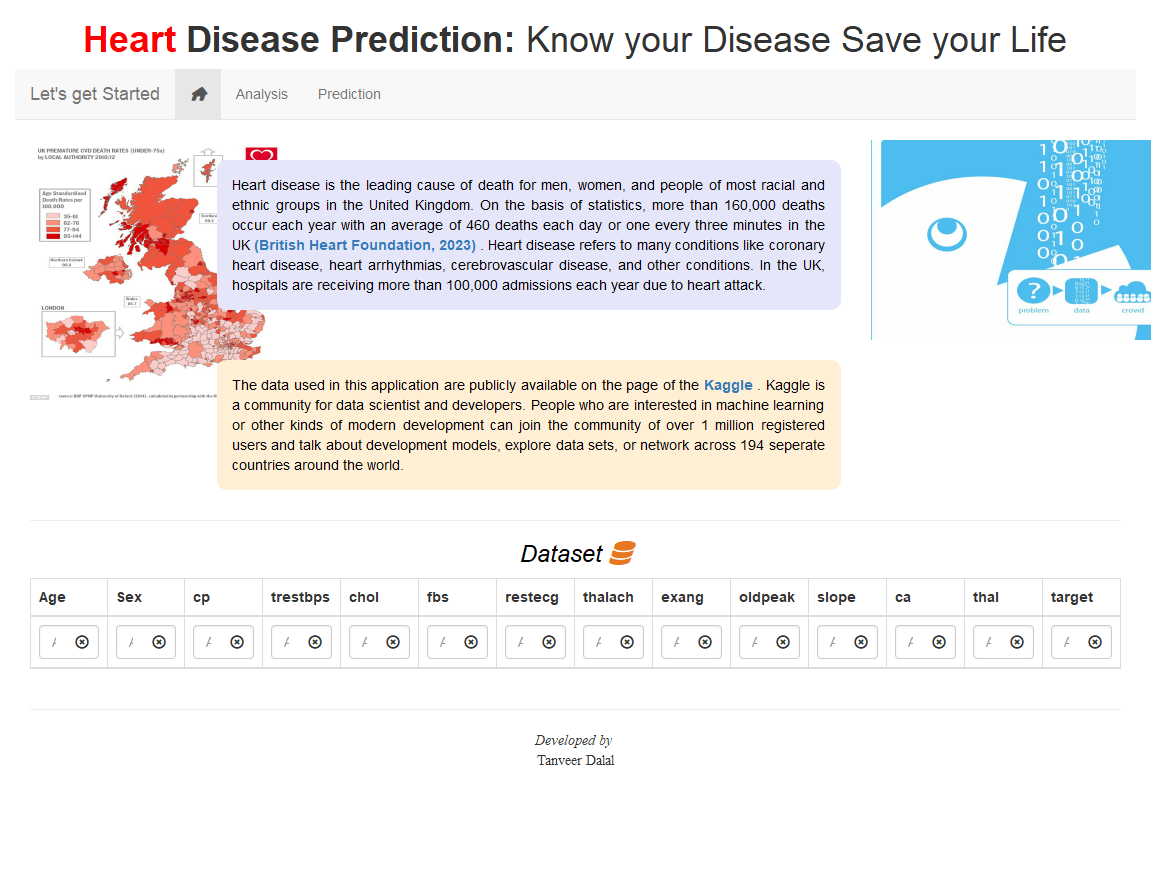 Heart Disease Prediction: Know your Disease Save your Life
Let's get Started
Analysis
Prediction
UK PREMATURE CVD DEATH RATES (UNDER-75s)
by LOCAL AUTHORITY 2010/12
Age Standardised
Death Rates per
100,000
35-61
62-76
77-94
95-144
Northern Ireland
Wales
LONDON
Heart disease is the leading cause of death for men, women, and people of most racial and
ethnic groups in the United Kingdom. On the basis of statistics, more than 160,000 deaths
occur each year with an average of 460 deaths each day or one every three minutes in the
UK (British Heart Foundation, 2023) . Heart disease refers to many conditions like coronary
heart disease, heart arrhythmias, cerebrovascular disease, and other conditions. In the UK,
hospitals are receiving more than 100,000 admissions each year due to heart attack.
?
problem
data
crowd
The data used in this application are publicly available on the page of the Kaggle . Kaggle is
a community for data scientist and developers. People who are interested in machine learning
or other kinds of modern development can join the community of over 1 million registered
users and talk about development models, explore data sets, or network across 194 seperate
countries around the world.
Dataset
Age Sex cp trestbps chol fbs restecg thalach exang oldpeak slope ca thal target
Developed by
Tanveer Dalal